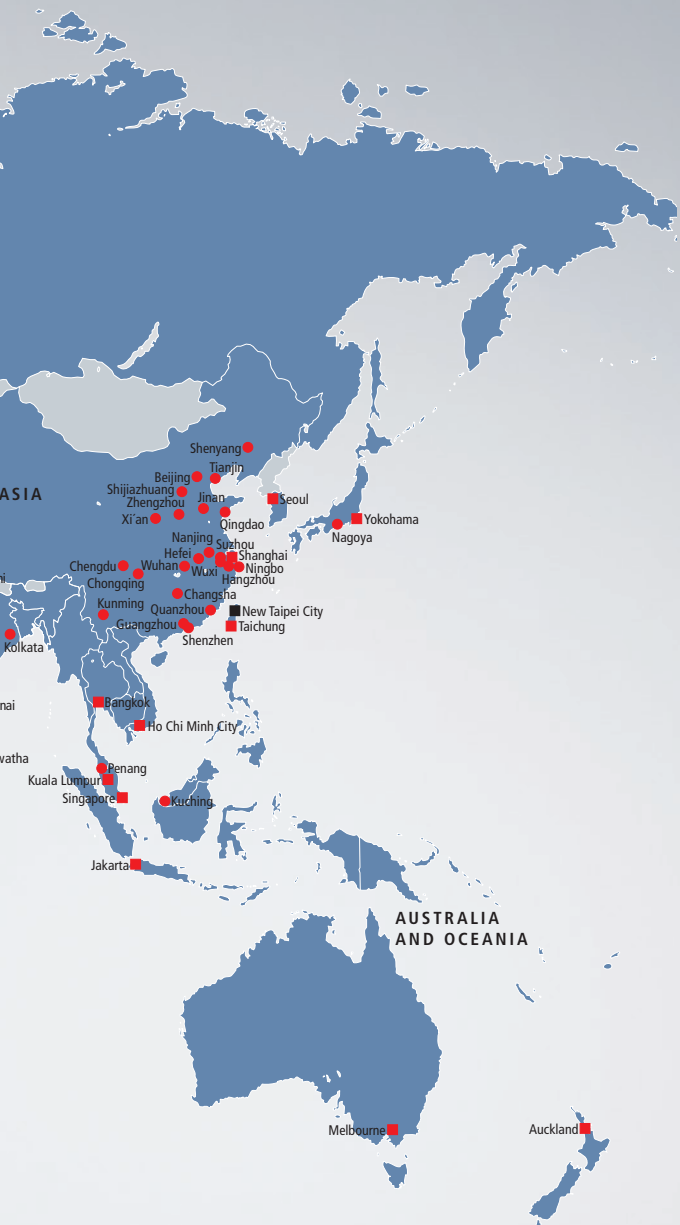 Shenyang
Tianjin
Beijing
Shijiazhuang
ASIA
Jinan
Zhengzhou
Seoul
Xi´an
Yokohama
Qingdao
Nagoya
Nanjing
Suzhou
Hefei
Shanghai
Chengdu
Wuhan
Wuxi
Ningbo
Hangzhou
Chongqing
Changsha
Kunming
Quanzhou
New Taipei City
Guangzhou
Taichung
Shenzhen
Kolkata
nai
Bangkok
Ho Chi Minh City
watha
Penang
Kuala Lumpur
Singapore
Kuching
Jakarta
AUSTRALIA
AND OCEANIA
Melbourne
Auckland